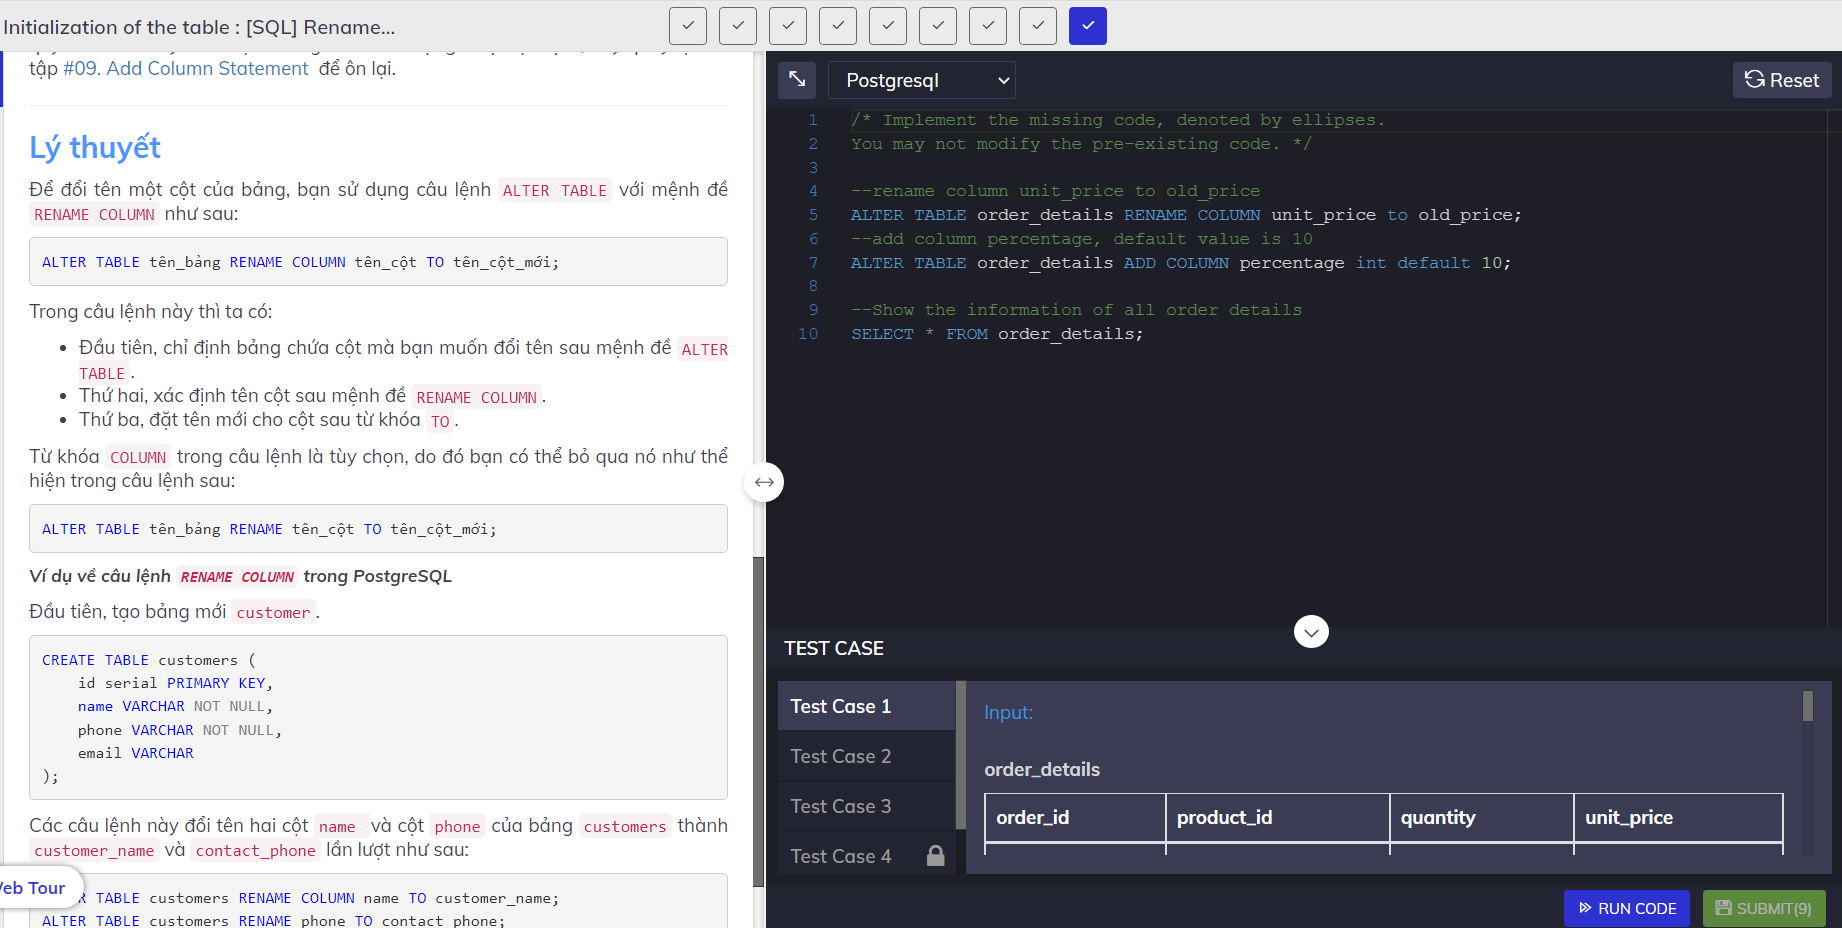 Initialization of the table : [SQL] Rename...
tập #09. Add Column Statement để ôn lại.
Lý thuyết
Để đổi tên một cột của bảng, bạn sử dụng câu lệnh ALTER TABLE với mệnh đề
RENAME COLUMN như sau:
ALTER TABLE tên_bảng RENAME COLUMN tên_cột TO tên_cột_mới;
Trong câu lệnh này thì ta có:
Đầu tiên, chỉ định bảng chứa cột mà bạn muốn đổi tên sau mệnh đề ALTER
TABLE.
Thứ hai, xác định tên cột sau mệnh đề RENAME COLUMN.
Thứ ba, đặt tên mới cho cột sau từ khóa TO.
Từ khóa COLUMN trong câu lệnh là tùy chọn, do đó bạn có thể bỏ qua nó như thể
hiện trong câu lệnh sau:
ALTER TABLE tên_bảng RENAME tên_cột TO tên_cột_mới;
Ví dụ về câu lệnh RENAME COLUMN trong PostgreSQL
Đầu tiên, tạo bảng mới customer.
CREATE TABLE customers (
id serial PRIMARY KEY,
name VARCHAR NOT NULL,
phone VARCHAR NOT NULL,
email VARCHAR
);
Các câu lệnh này đổi tên hai cột name và cột phone của bảng customers thành
customer_name và contact_phone lần lượt như sau:
TABLE customers RENAME COLUMN name TO customer_name;
ALTER TABLE customers RENAME phone TO contact_phone;
Web Tour
Postgresql
Reset
1 /* Implement the missing code, denoted by ellipses.
2 You may not modify the pre-existing code. */
3
4 --rename column unit_price to old_price
5 ALTER TABLE order_details RENAME COLUMN unit_price to old_price;
6 --add column percentage, default value is 10
7 ALTER TABLE order_details ADD COLUMN percentage int default 10;
8
9 --Show the information of all order details
10 SELECT * FROM order_details;
TEST CASE
Test Case 1
Test Case 2
Test Case 3
Test Case 4
Input:
order_details
order_id product_id quantity unit_price
RUN CODE
SUBMIT(9)